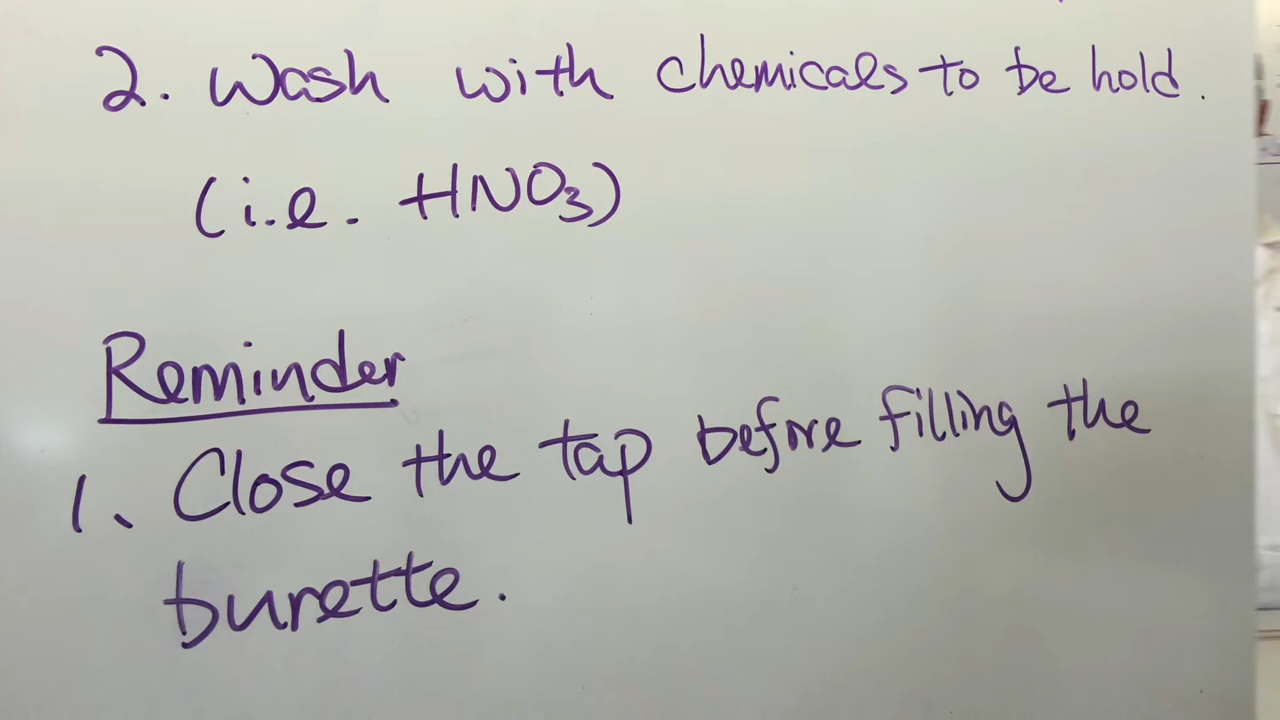 2. Wash with chemicals to be hold.
(i.e. HNO3)
Reminder
1. Close the tap before filling the
burette.